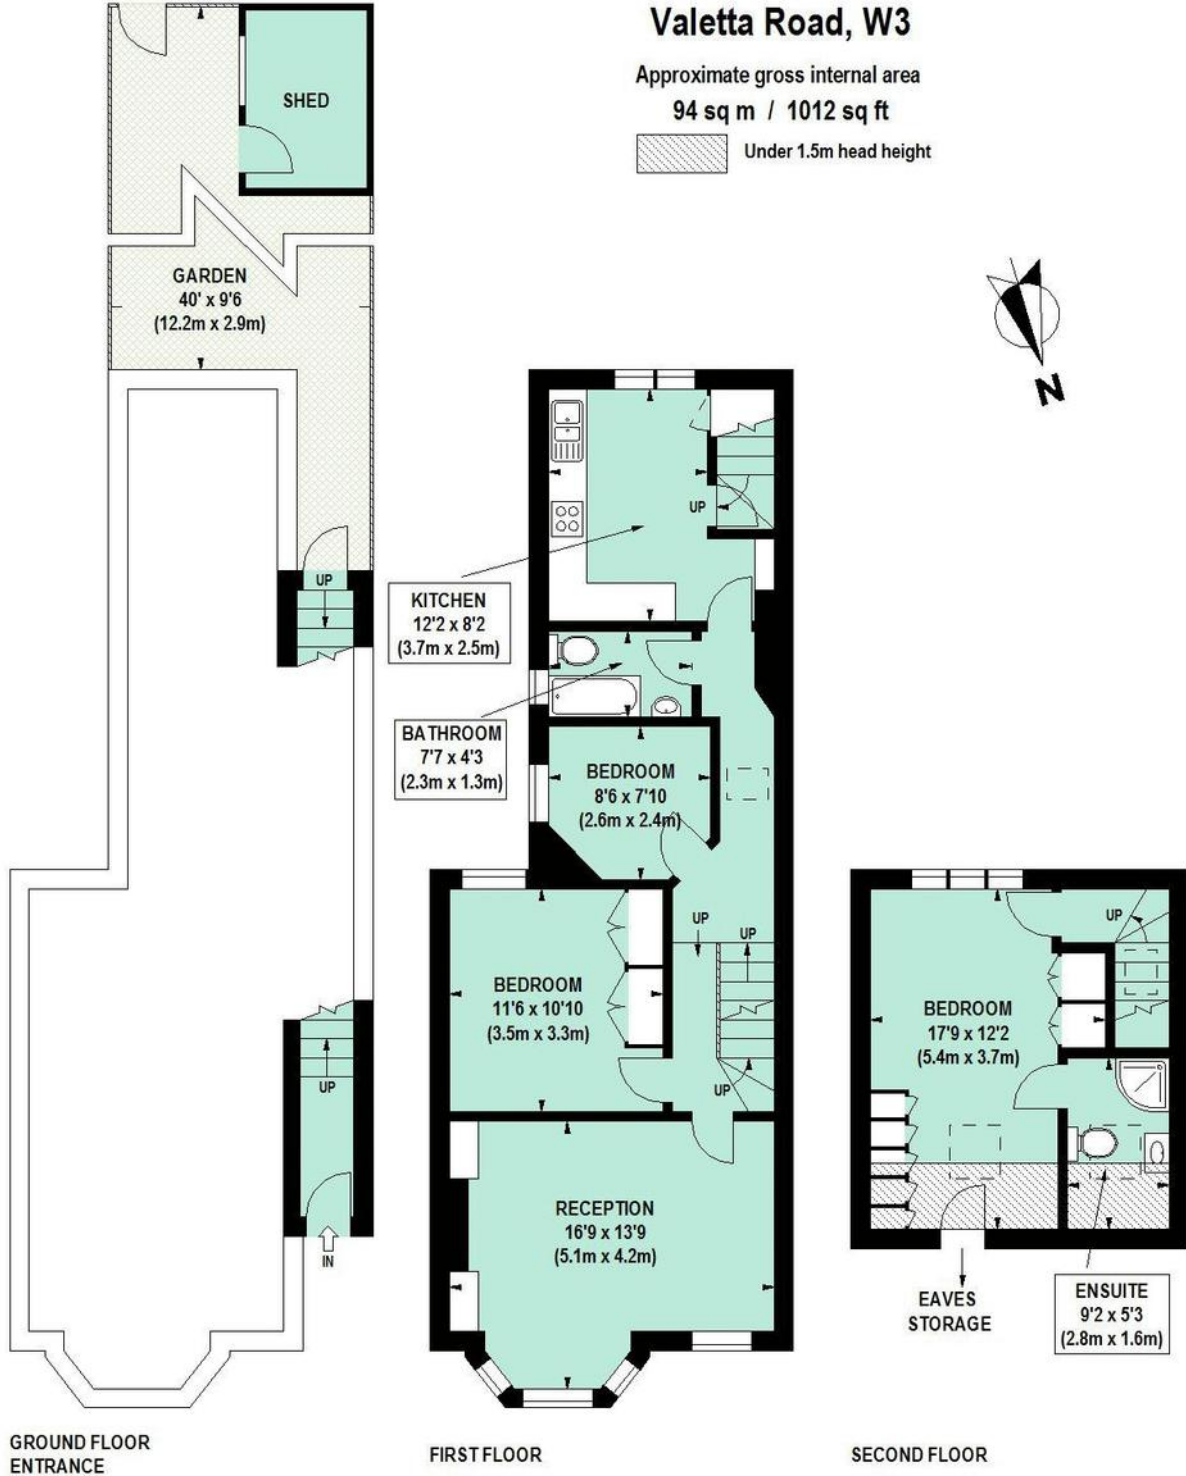 Valetta Road, W3
Approximate gross internal area
94 sq m / 1012 sq ft
Under 1.5m head height
N
SHED
GARDEN
40' x 9'6
(12.2m x 2.9m)
UP
UP
IN
GROUND FLOOR
ENTRANCE
KITCHEN
12'2 x 8'2
(3.7m x 2.5m)
UP
BATHROOM
7'7 x 4'3
(2.3m x 1.3m)
BEDROOM
8'6 x 7'10
(2.6m x 2.4m)
UP
UP
BEDROOM
11'6 x 10'10
(3.5m x 3.3m)
UP
RECEPTION
16'9 x 13'9
(5.1m x 4.2m)
FIRST FLOOR
UP
BEDROOM
17'9 x 12'2
(5.4m x 3.7m)
EAVES
STORAGE
ENSUITE
9'2 x 5'3
(2.8m x 1.6m)
SECOND FLOOR